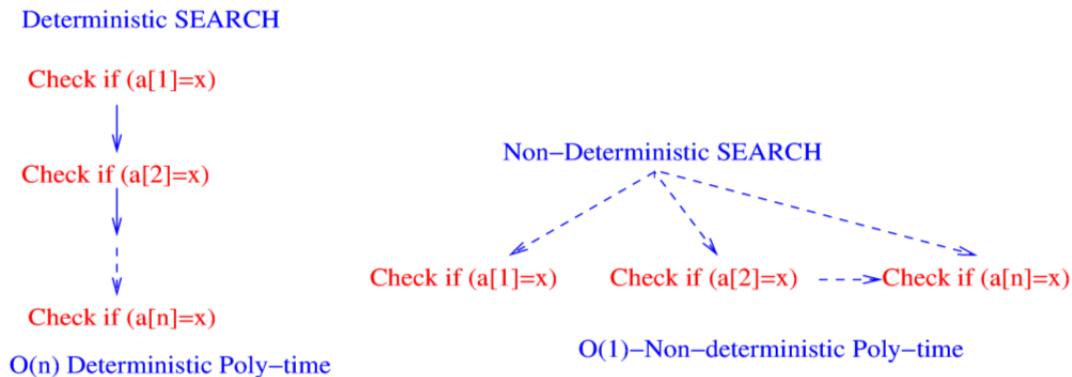 Deterministic SEARCH
Check if (a[1]=x)
Check if (a[2]=x)
Check if (a[n]=x)
O(n) Deterministic Poly-time
Non-Deterministic SEARCH
Check if (a[1]=x) Check if (a[2]=x) Check if (a[n]=x)
O(1)-Non-deterministic Poly-time